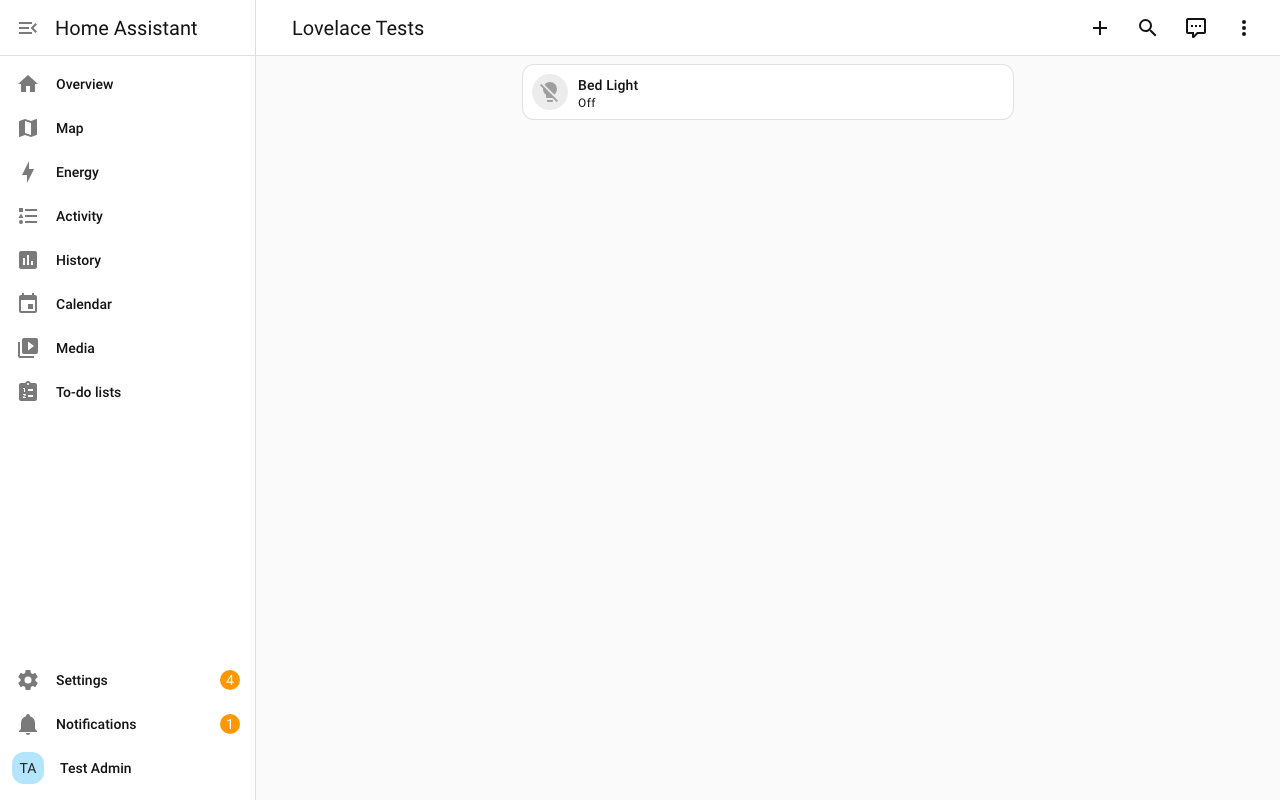 Home Assistant
Lovelace Tests
Overview
Map
Energy
Activity
History
Calendar
Media
To-do lists
Bed Light
Off
Settings 4
Notifications 1
TA Test Admin